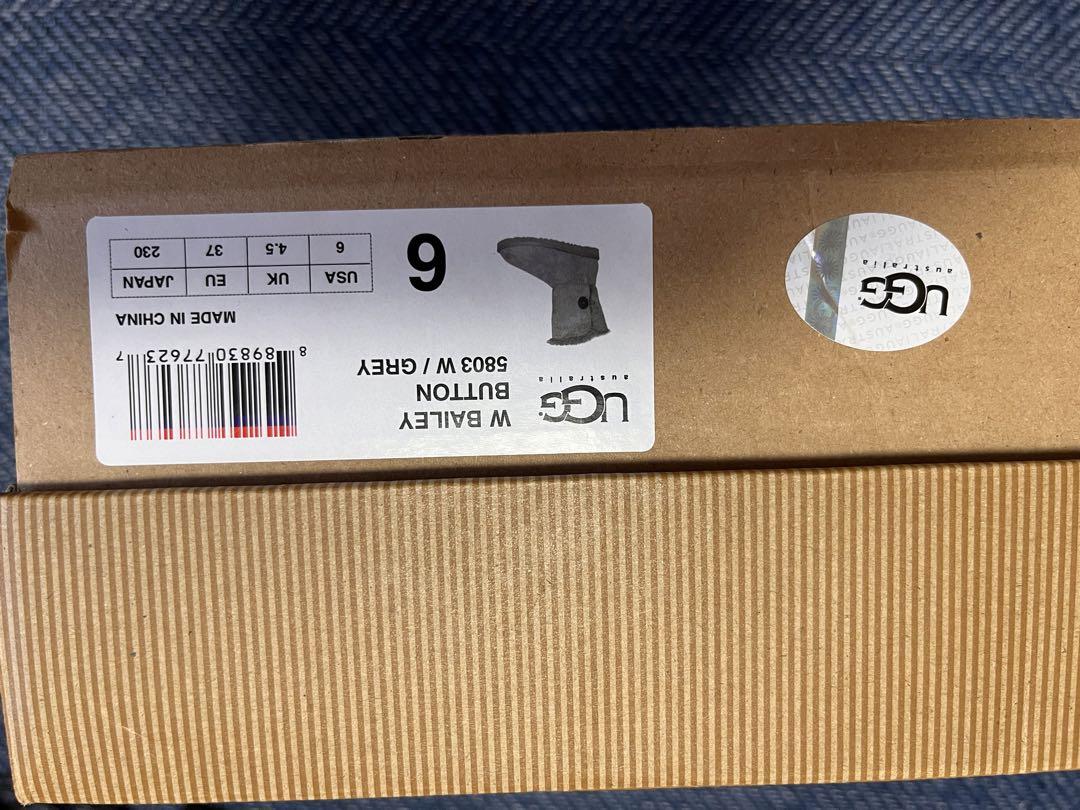 UGG®
australia
UGG®
australia
W BAILEY
BUTTON
5803 W / GREY
8 89830 77623 7
MADE IN CHINA
6
USA UK EU JAPAN
6 4.5 37 230